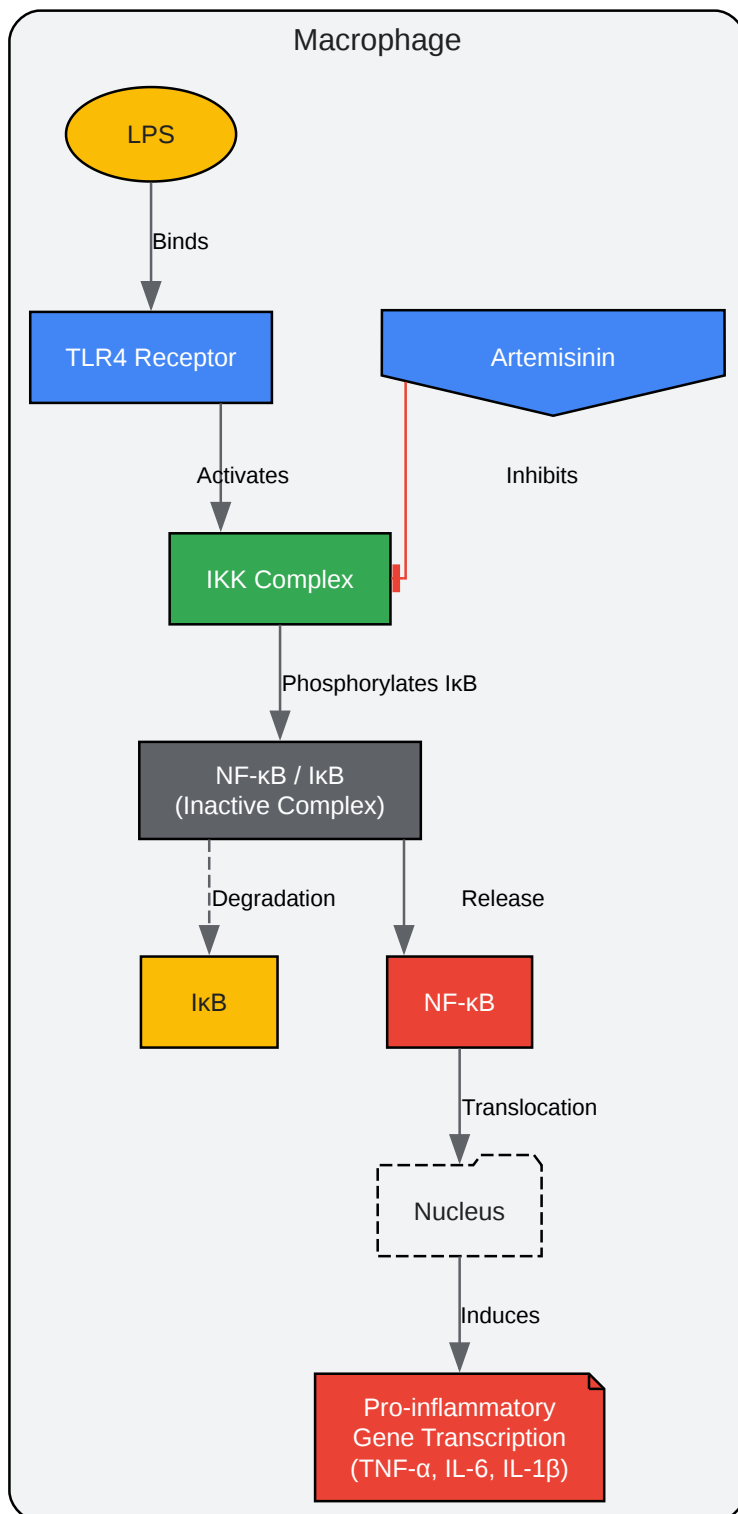 Macrophage
LPS
Binds
TLR4 Receptor
Artemisinin
Activates
Inhibits
IKK Complex
Phosphorylates IκB
NF-κB / IκB
(Inactive Complex)
Degradation
Release
IκB
NF-κB
Translocation
Nucleus
Induces
Pro-inflammatory
Gene Transcription
(TNF-α, IL-6, IL-1β)